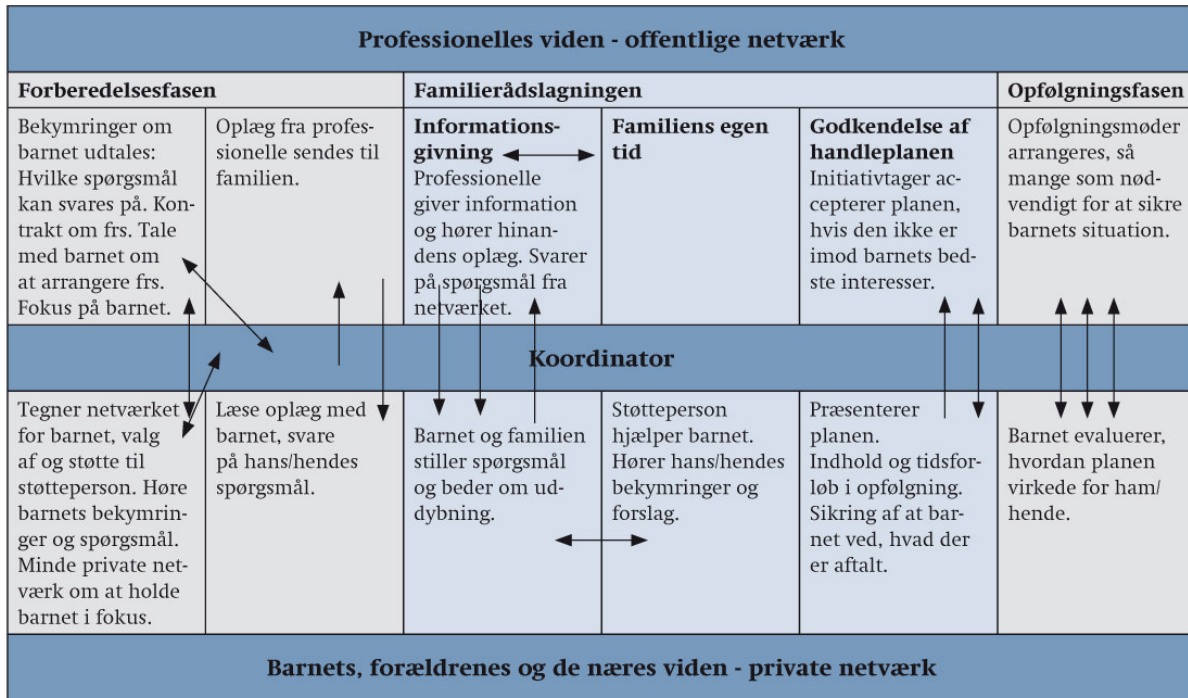 Professionelles viden - offentlige netværk
Forberedelsesfasen
Familierådslagningen
Opfølgningsfasen
Bekymringer om
barnet udtales:
Hvilke spørgsmål
kan svares på. Kon-
trakt om frs. Tale
med barnet om
at arrangere frs.
Fokus på barnet.
Oplæg fra profes-
sionelle sendes til
familien.
Informations-
givning
Professionelle
giver information
og hører hinan-
dens oplæg. Svarer
på spørgsmål fra
netværket.
Familiens egen
tid
Godkendelse af
handleplanen
Initiativtager ac-
cepterer planen,
hvis den ikke er
imod barnets bed-
ste interesser.
Opfølgningsmøder
arrangeres, så
mange som nød-
vendigt for at sikre
barnets situation.
Koordinator
Tegner netværket
for barnet, valg
af og støtte til
støtteperson. Høre
barnets bekymrin-
ger og spørgsmål.
Minde private net-
værk om at holde
barnet i fokus.
Læse oplæg med
barnet, svare
på hans/hendes
spørgsmål.
Barnet og familien
stiller spørgsmål
og beder om ud-
dybning.
Støtteperson
hjælper barnet.
Hører hans/hendes
bekymringer og
forslag.
Præsenterer
planen.
Indhold og tidsfor-
løb i opfølgning.
Sikring af at bar-
net ved, hvad der
er aftalt.
Barnet evaluerer,
hvordan planen
virkede for ham/
hende.
Barnets, forældrenes og de næres viden - private netværk